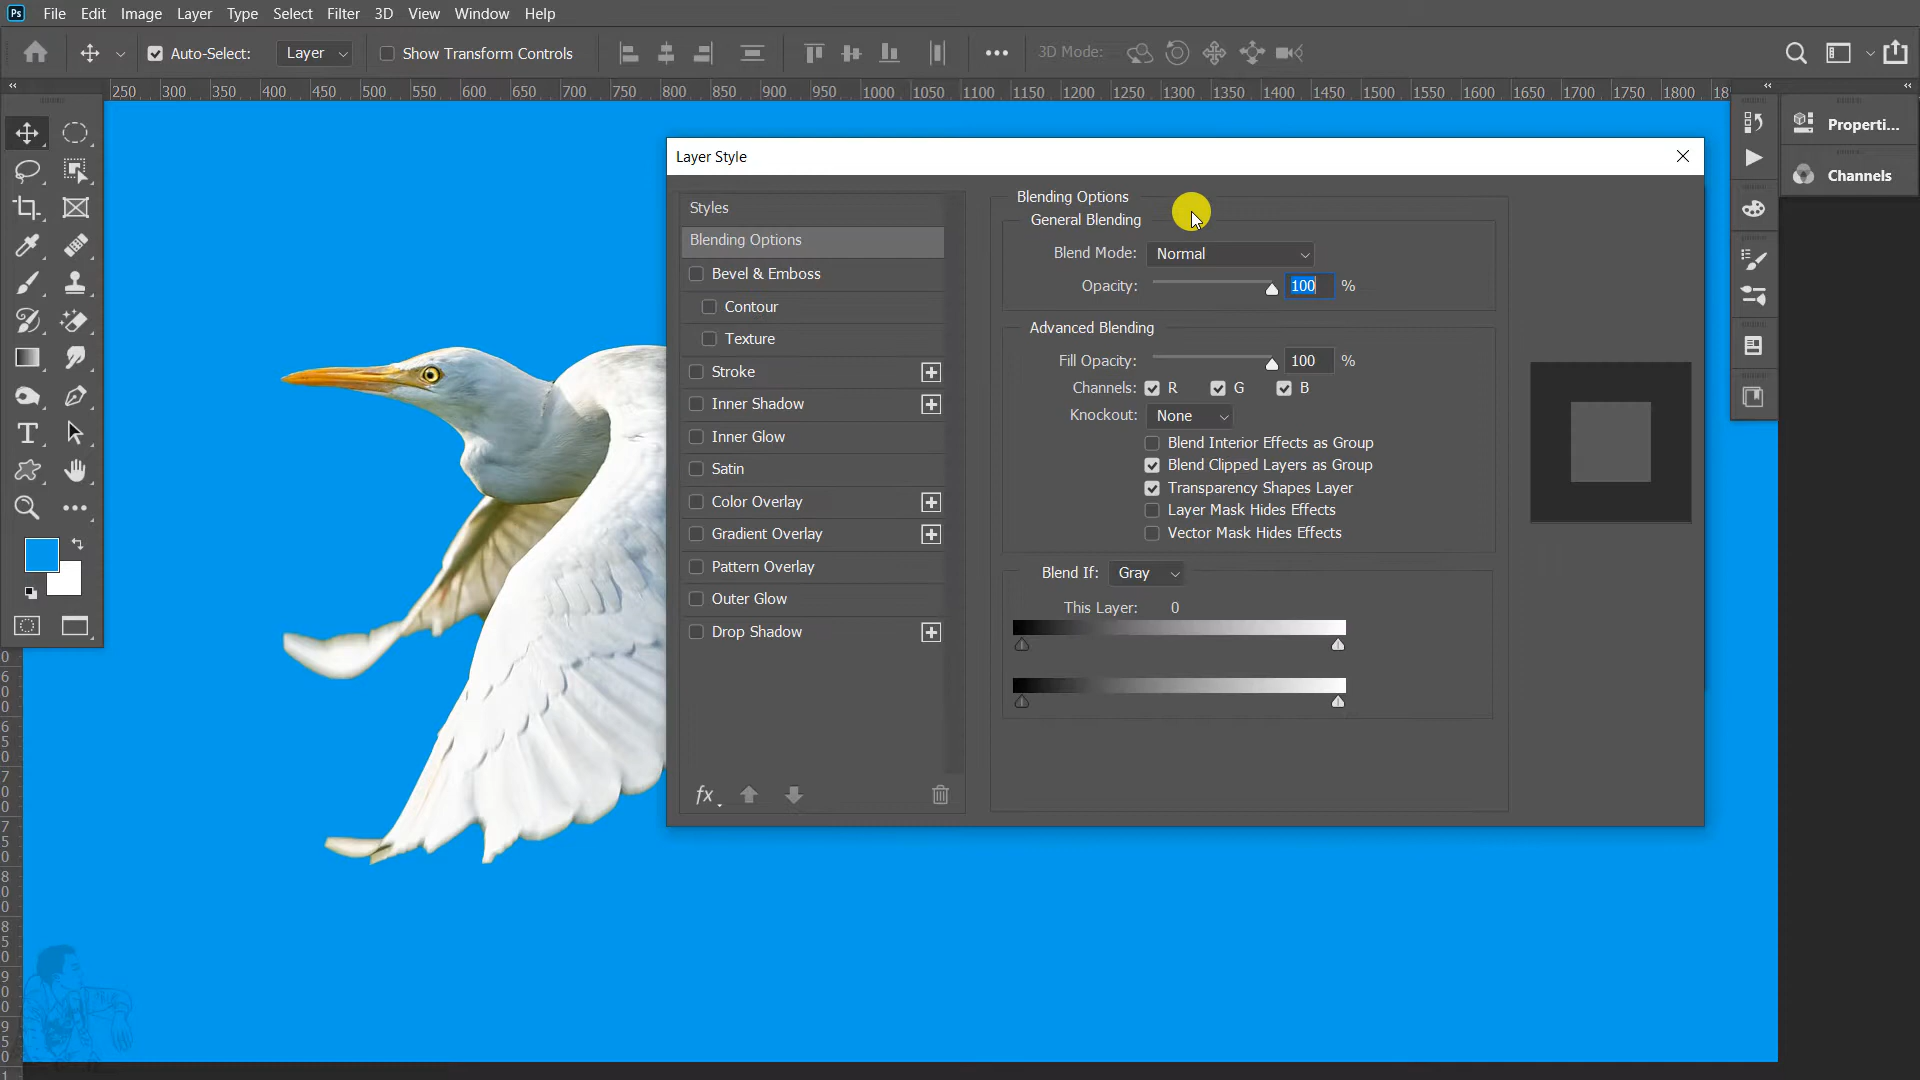 Ps File Edit Image Layer Type Select Filter 3D View Window Help
Auto-Select: Layer Show Transform Controls 3D Mode:
250 300 350 400 450 500 550 600 650 700 750 800 850 900 950 1000 1050 1100 1150 1200 1250 1300 1350 1400 1450 1500 1550 1600 1650 1700 1750 1800
Properti...
Channels
Layer Style
Styles
Blending Options
Bevel & Emboss
Contour
Texture
Stroke
Inner Shadow
Inner Glow
Satin
Color Overlay
Gradient Overlay
Pattern Overlay
Outer Glow
Drop Shadow
fx
Blending Options
General Blending
Blend Mode: Normal
Opacity: 100 %
Advanced Blending
Fill Opacity: 100 %
Channels: R G B
Knockout: None
Blend Interior Effects as Group
Blend Clipped Layers as Group
Transparency Shapes Layer
Layer Mask Hides Effects
Vector Mask Hides Effects
Blend If: Gray
This Layer: 0